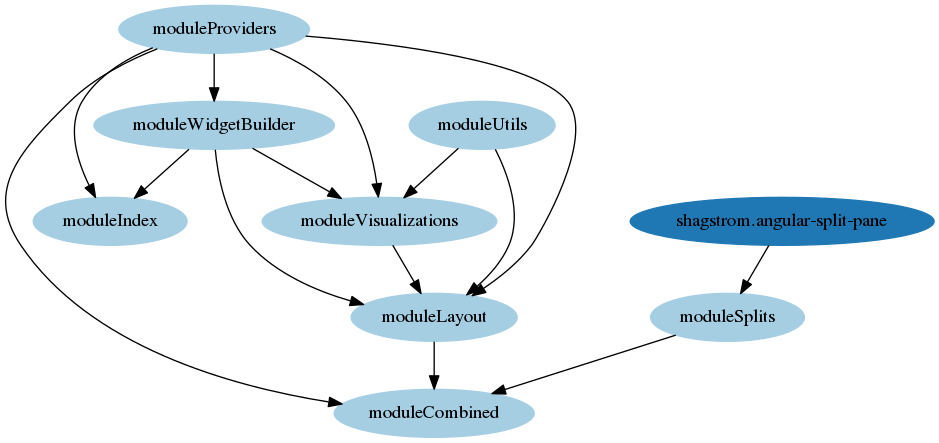 moduleProviders
moduleWidgetBuilder
moduleUtils
moduleIndex
moduleVisualizations
shagstrom.angular-split-pane
moduleLayout
moduleSplits
moduleCombined